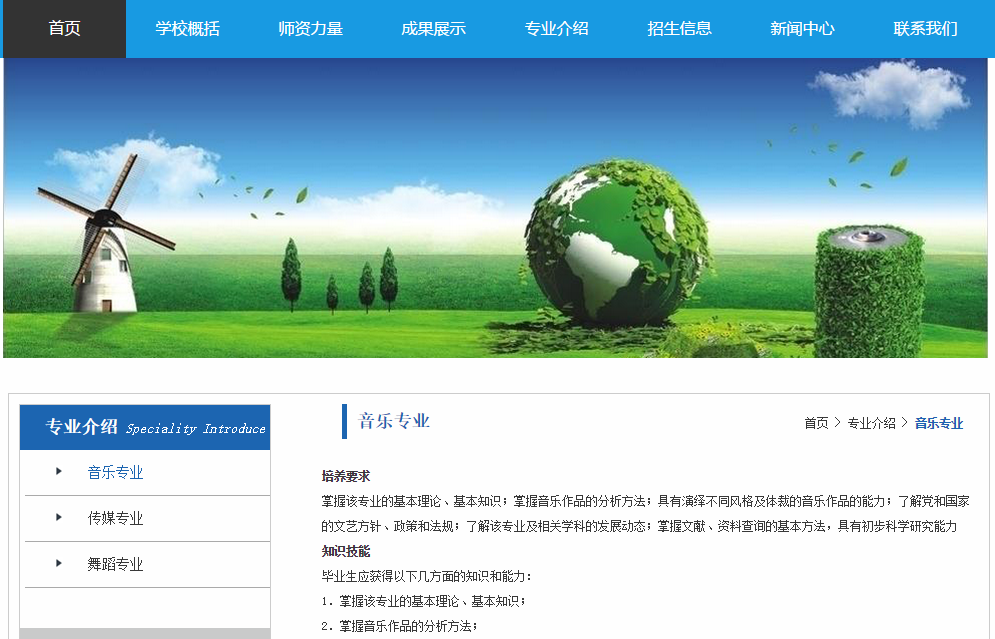 首页 学校概括 师资力量 成果展示 专业介绍 招生信息 新闻中心 联系我们
专业介绍 Speciality Introduce
音乐专业
传媒专业
舞蹈专业
音乐专业
首页 > 专业介绍 > 音乐专业
培养要求
掌握该专业的基本理论、基本知识；掌握音乐作品的分析方法；具有演绎不同风格及体裁的音乐作品的能力；了解党和国家
的文艺方针、政策和法规；了解该专业及相关学科的发展动态；掌握文献、资料查询的基本方法，具有初步科学研究能力
知识技能
毕业生应获得以下几方面的知识和能力：
1．掌握该专业的基本理论、基本知识；
2．掌握音乐作品的分析方法；